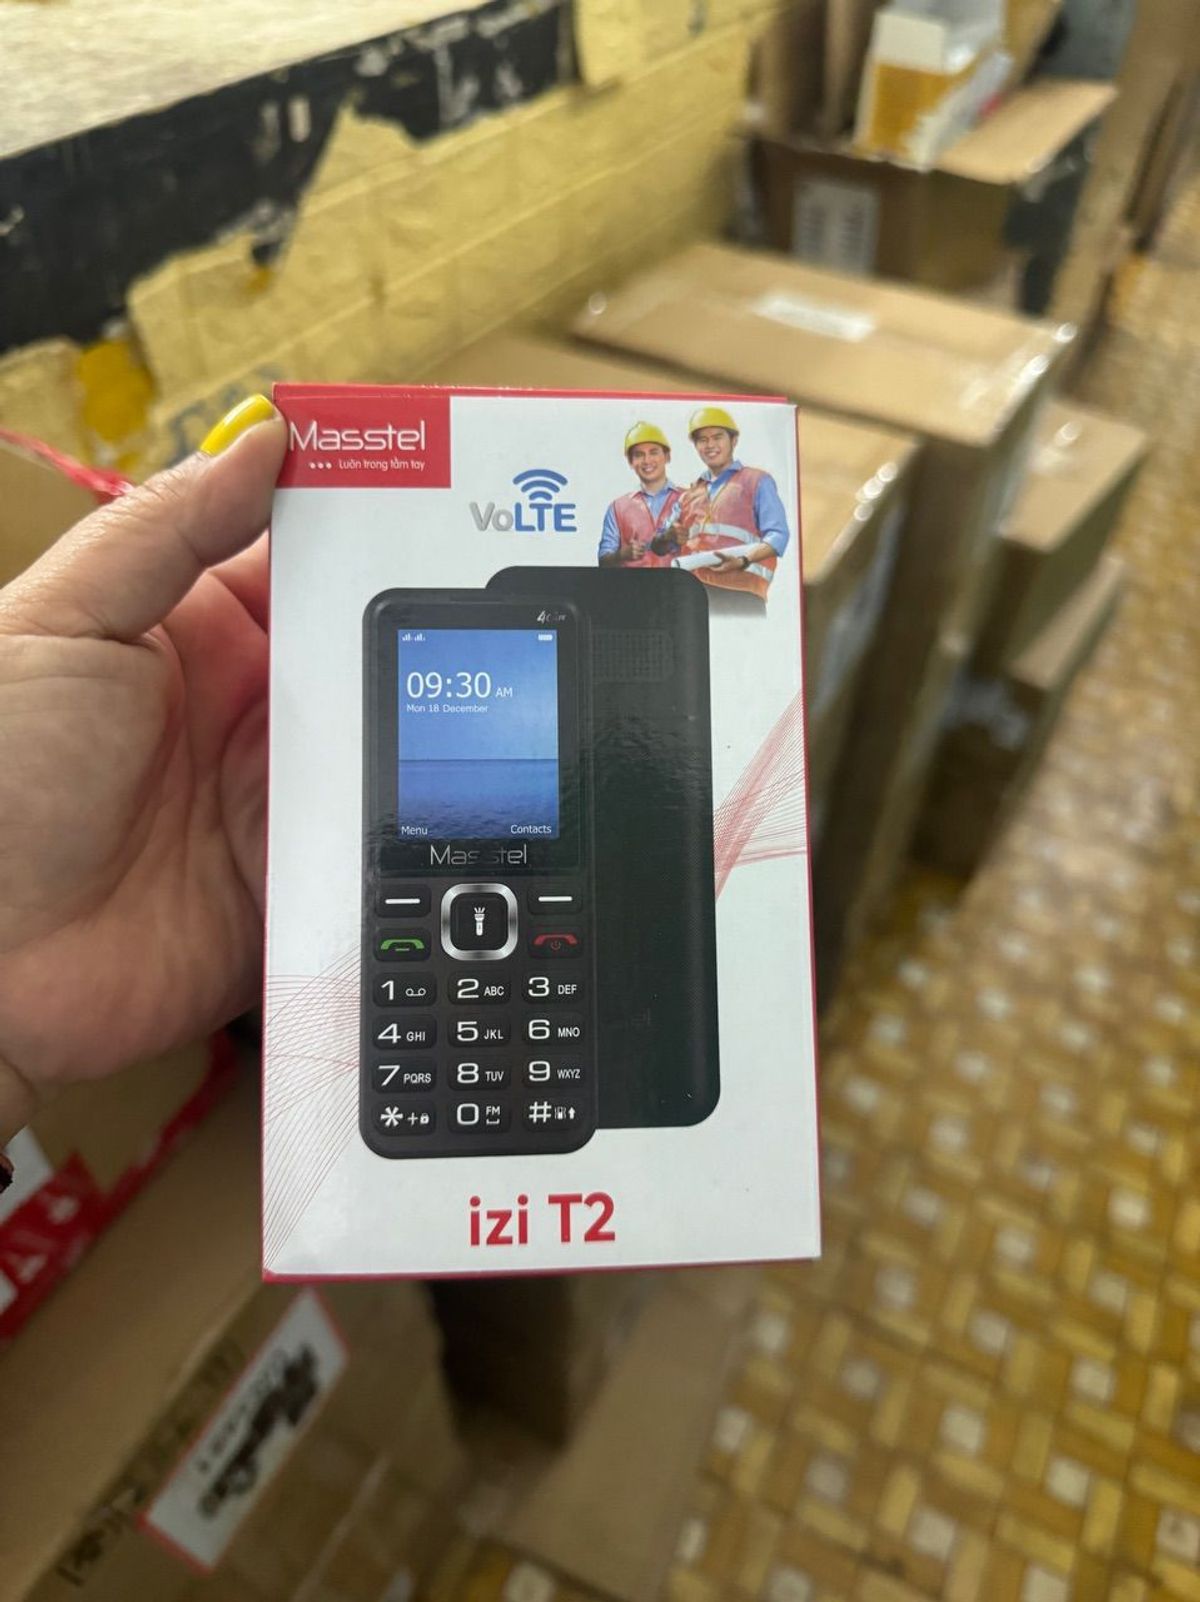 Masstel
Luôn trong tầm tay
VoLTE
09:30 AM
Mon 18 December
Menu Contacts
Masstel
1
2 ABC
3 DEF
4 GHI
5 JKL
6 MNO
7 PQRS
8 TUV
9 WXYZ
*+
0 FM
#
izi T2